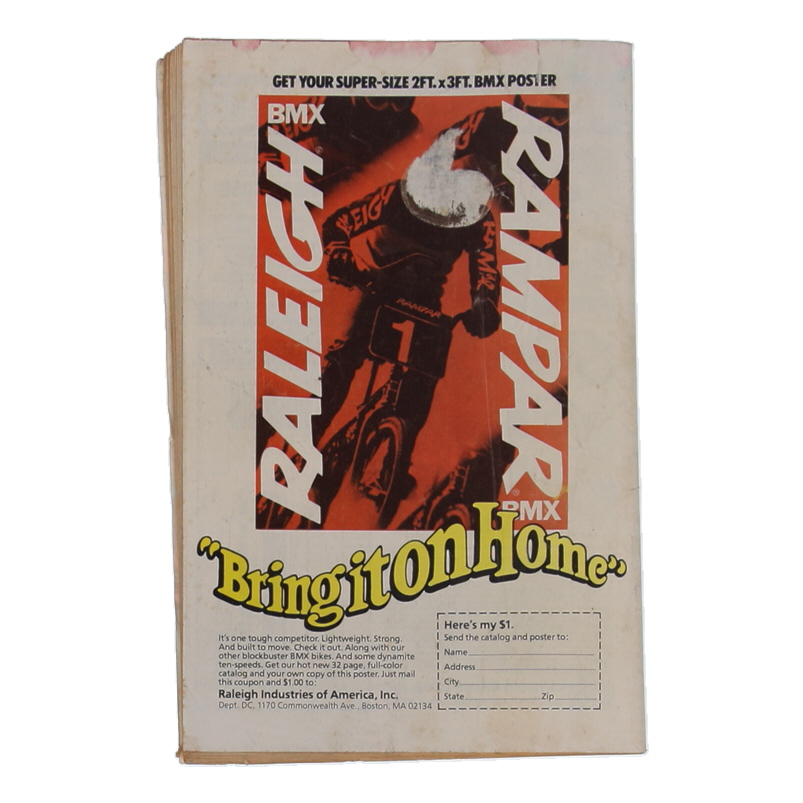 GET YOUR SUPER-SIZE 2FT. x 3FT. BMX POSTER
BMX
RALEIGH®
RAMPAR®
BMX
RALEIGH
RAMPAR
1
"Bring it on Home"
It's one tough competitor. Lightweight. Strong.
And built to move. Check it out. Along with our
other blockbuster BMX bikes. And some dynamite
ten-speeds. Get our hot new 32 page, full-color
catalog and your own copy of this poster. Just mail
this coupon and $1.00 to:
Raleigh Industries of America, Inc.
Dept. DC, 1170 Commonwealth Ave., Boston, MA 02134
Here's my $1.
Send the catalog and poster to:
Name
Address
City
State Zip